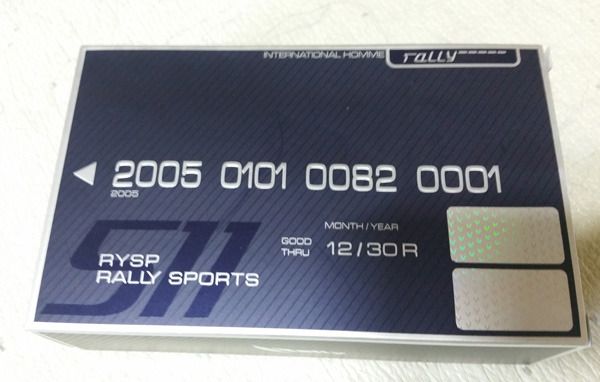 INTERNATIONAL HOMME rally
2005 0101 0082 0001
2005
MONTH/YEAR
GOOD THRU 12/30 R
511
RYSP
RALLY SPORTS